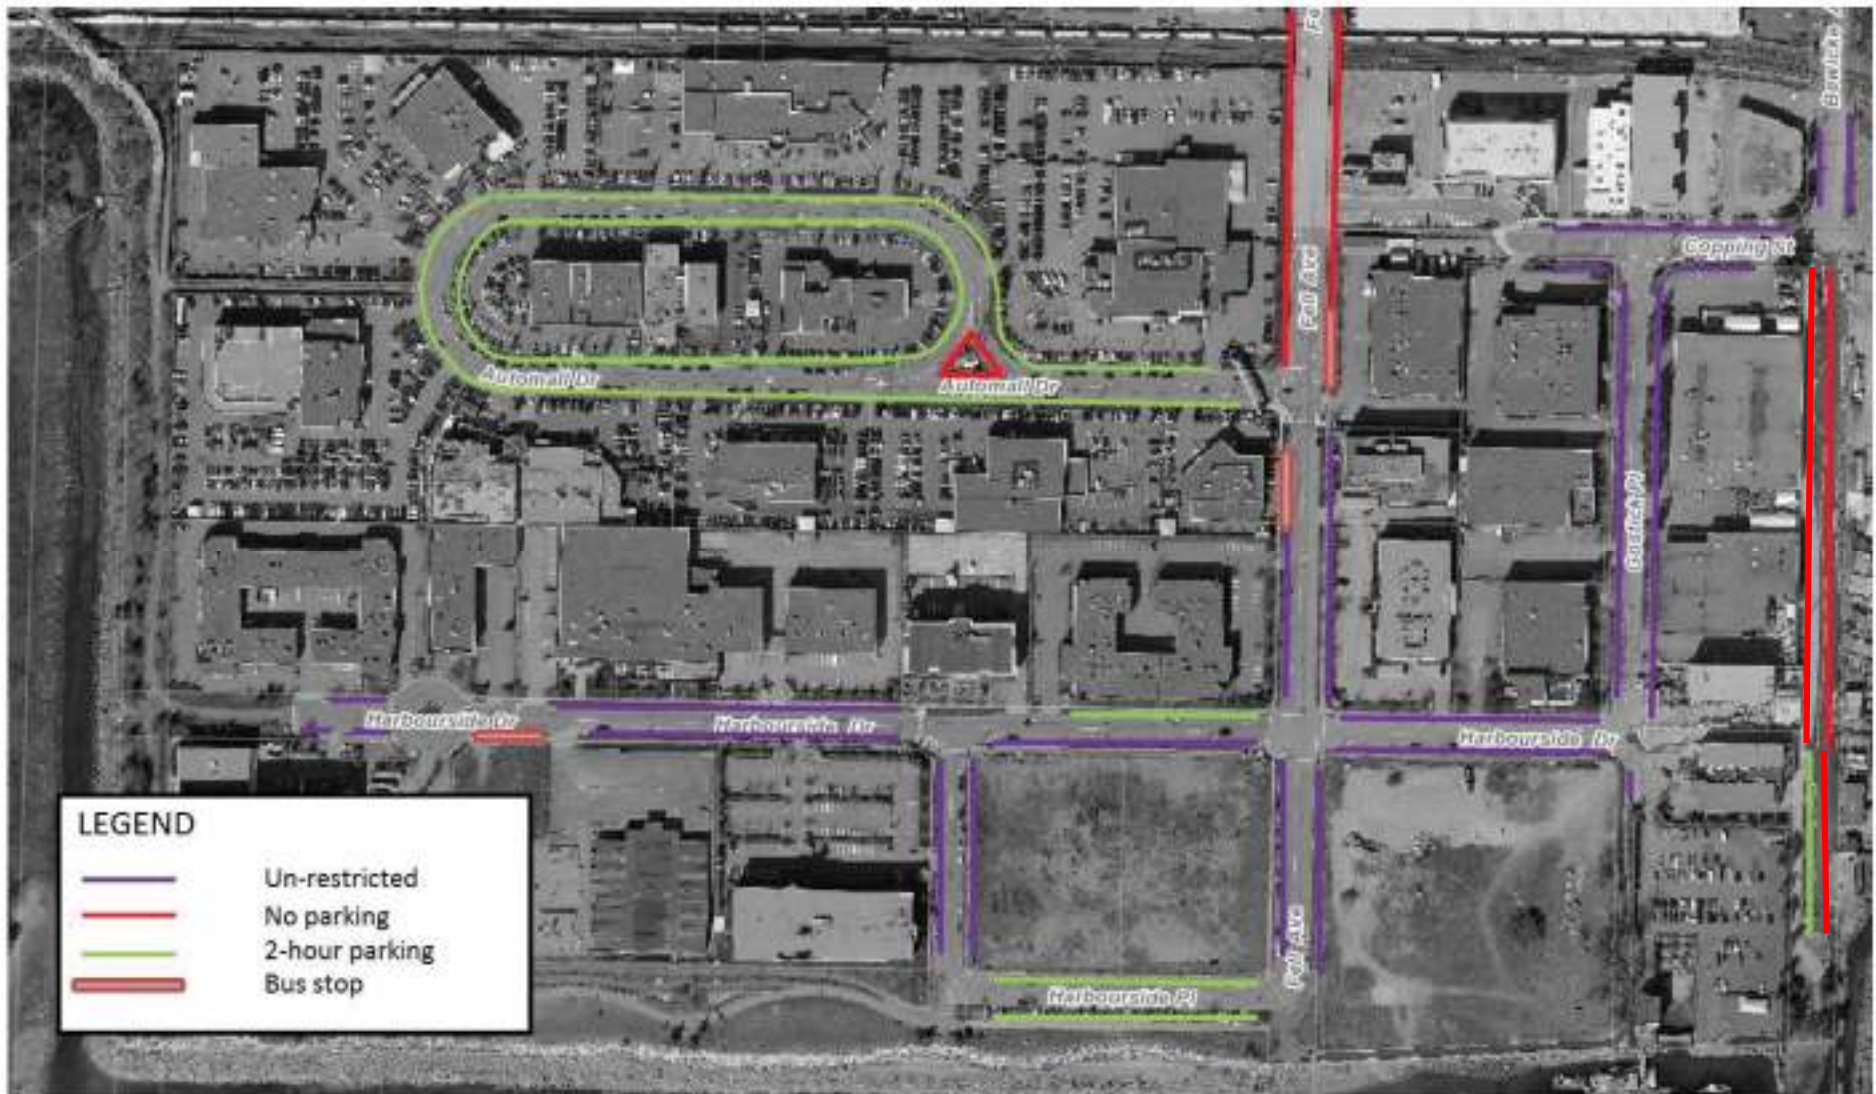 Fe
Copping St
Fell Ave
Automall Dr
Automall Dr
Gostick Pl
Harbourside Dr
Harbourside Dr
Harbourside Dr
LEGEND
Un-restricted
No parking
2-hour parking
Bus stop
Fell Ave
Harbourside Pl